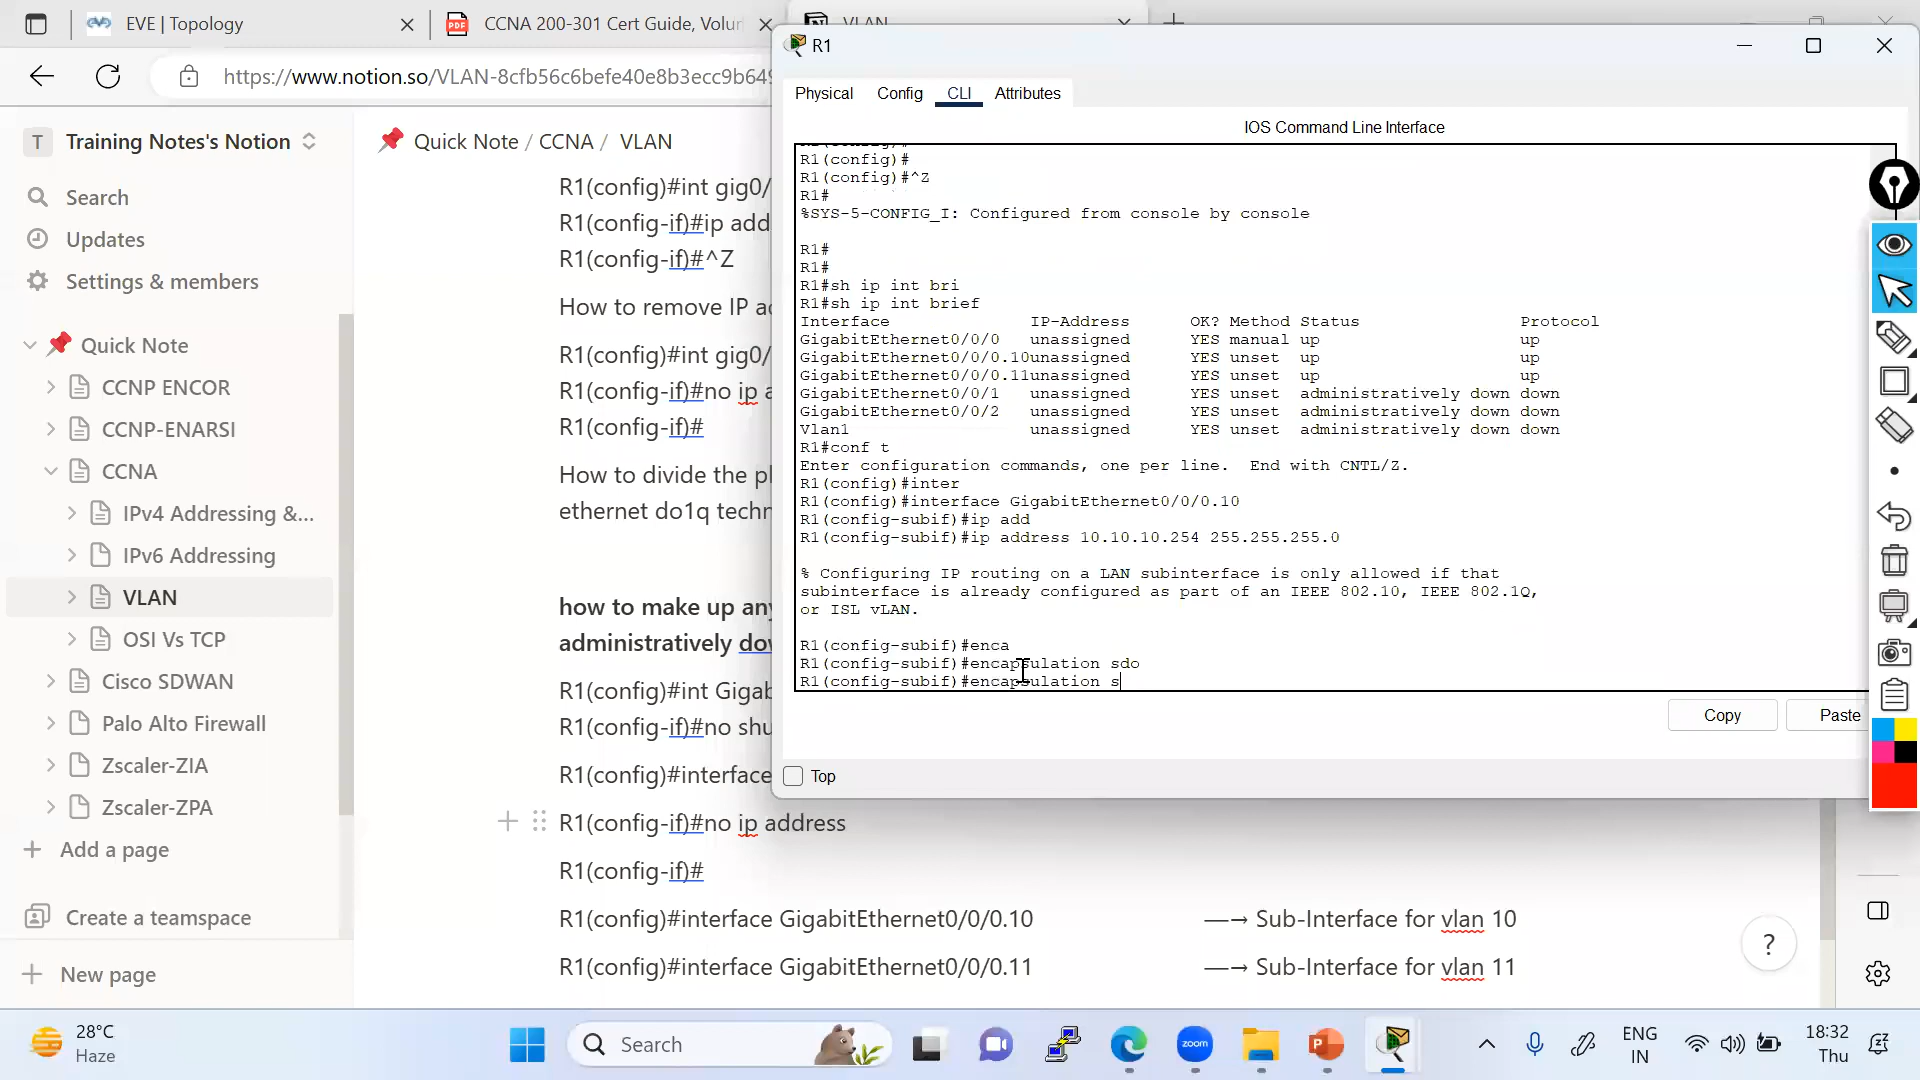 EVE | Topology
CCNA 200-301 Cert Guide, Volu
VLAN
https://www.notion.so/VLAN-8cfb56c6befe40e8b3ecc9b649
T Training Notes's Notion
Search
Updates
Settings & members
Quick Note
CCNP ENCOR
CCNP-ENARSI
CCNA
IPv4 Addressing &...
IPv6 Addressing
VLAN
OSI Vs TCP
Cisco SDWAN
Palo Alto Firewall
Zscaler-ZIA
Zscaler-ZPA
Add a page
Create a teamspace
New page
Quick Note / CCNA / VLAN
R1(config)#int gig0/
R1(config-if)#ip add
R1(config-if)#^Z
How to remove IP a
R1(config)#int gig0/
R1(config-if)#no ip a
R1(config-if)#
How to divide the p
ethernet do1q techn
how to make up any
administratively dow
R1(config)#int Gigab
R1(config-if)#no shu
R1(config)#interface
R1(config-if)#no ip address
R1(config-if)#
R1(config)#interface GigabitEthernet0/0/0.10 —→ Sub-Interface for vlan 10
R1(config)#interface GigabitEthernet0/0/0.11 —→ Sub-Interface for vlan 11
R1
Physical Config CLI Attributes
IOS Command Line Interface
R1(config)#
R1(config)#^Z
R1#
%SYS-5-CONFIG_I: Configured from console by console
R1#
R1#
R1#sh ip int bri
R1#sh ip int brief
Interface IP-Address OK? Method Status Protocol
GigabitEthernet0/0/0 unassigned YES manual up up
GigabitEthernet0/0/0.10unassigned YES unset up up
GigabitEthernet0/0/0.11unassigned YES unset up up
GigabitEthernet0/0/1 unassigned YES unset administratively down down
GigabitEthernet0/0/2 unassigned YES unset administratively down down
Vlan1 unassigned YES unset administratively down down
R1#conf t
Enter configuration commands, one per line. End with CNTL/Z.
R1(config)#inter
R1(config)#interface GigabitEthernet0/0/0.10
R1(config-subif)#ip add
R1(config-subif)#ip address 10.10.10.254 255.255.255.0
% Configuring IP routing on a LAN subinterface is only allowed if that
subinterface is already configured as part of an IEEE 802.10, IEEE 802.1Q,
or ISL vLAN.
R1(config-subif)#enca
R1(config-subif)#encapsulation sdo
R1(config-subif)#encapsulation s
Copy
Paste
Top
?
28°C
Haze
Search
zoom
ENG
IN
18:32
Thu